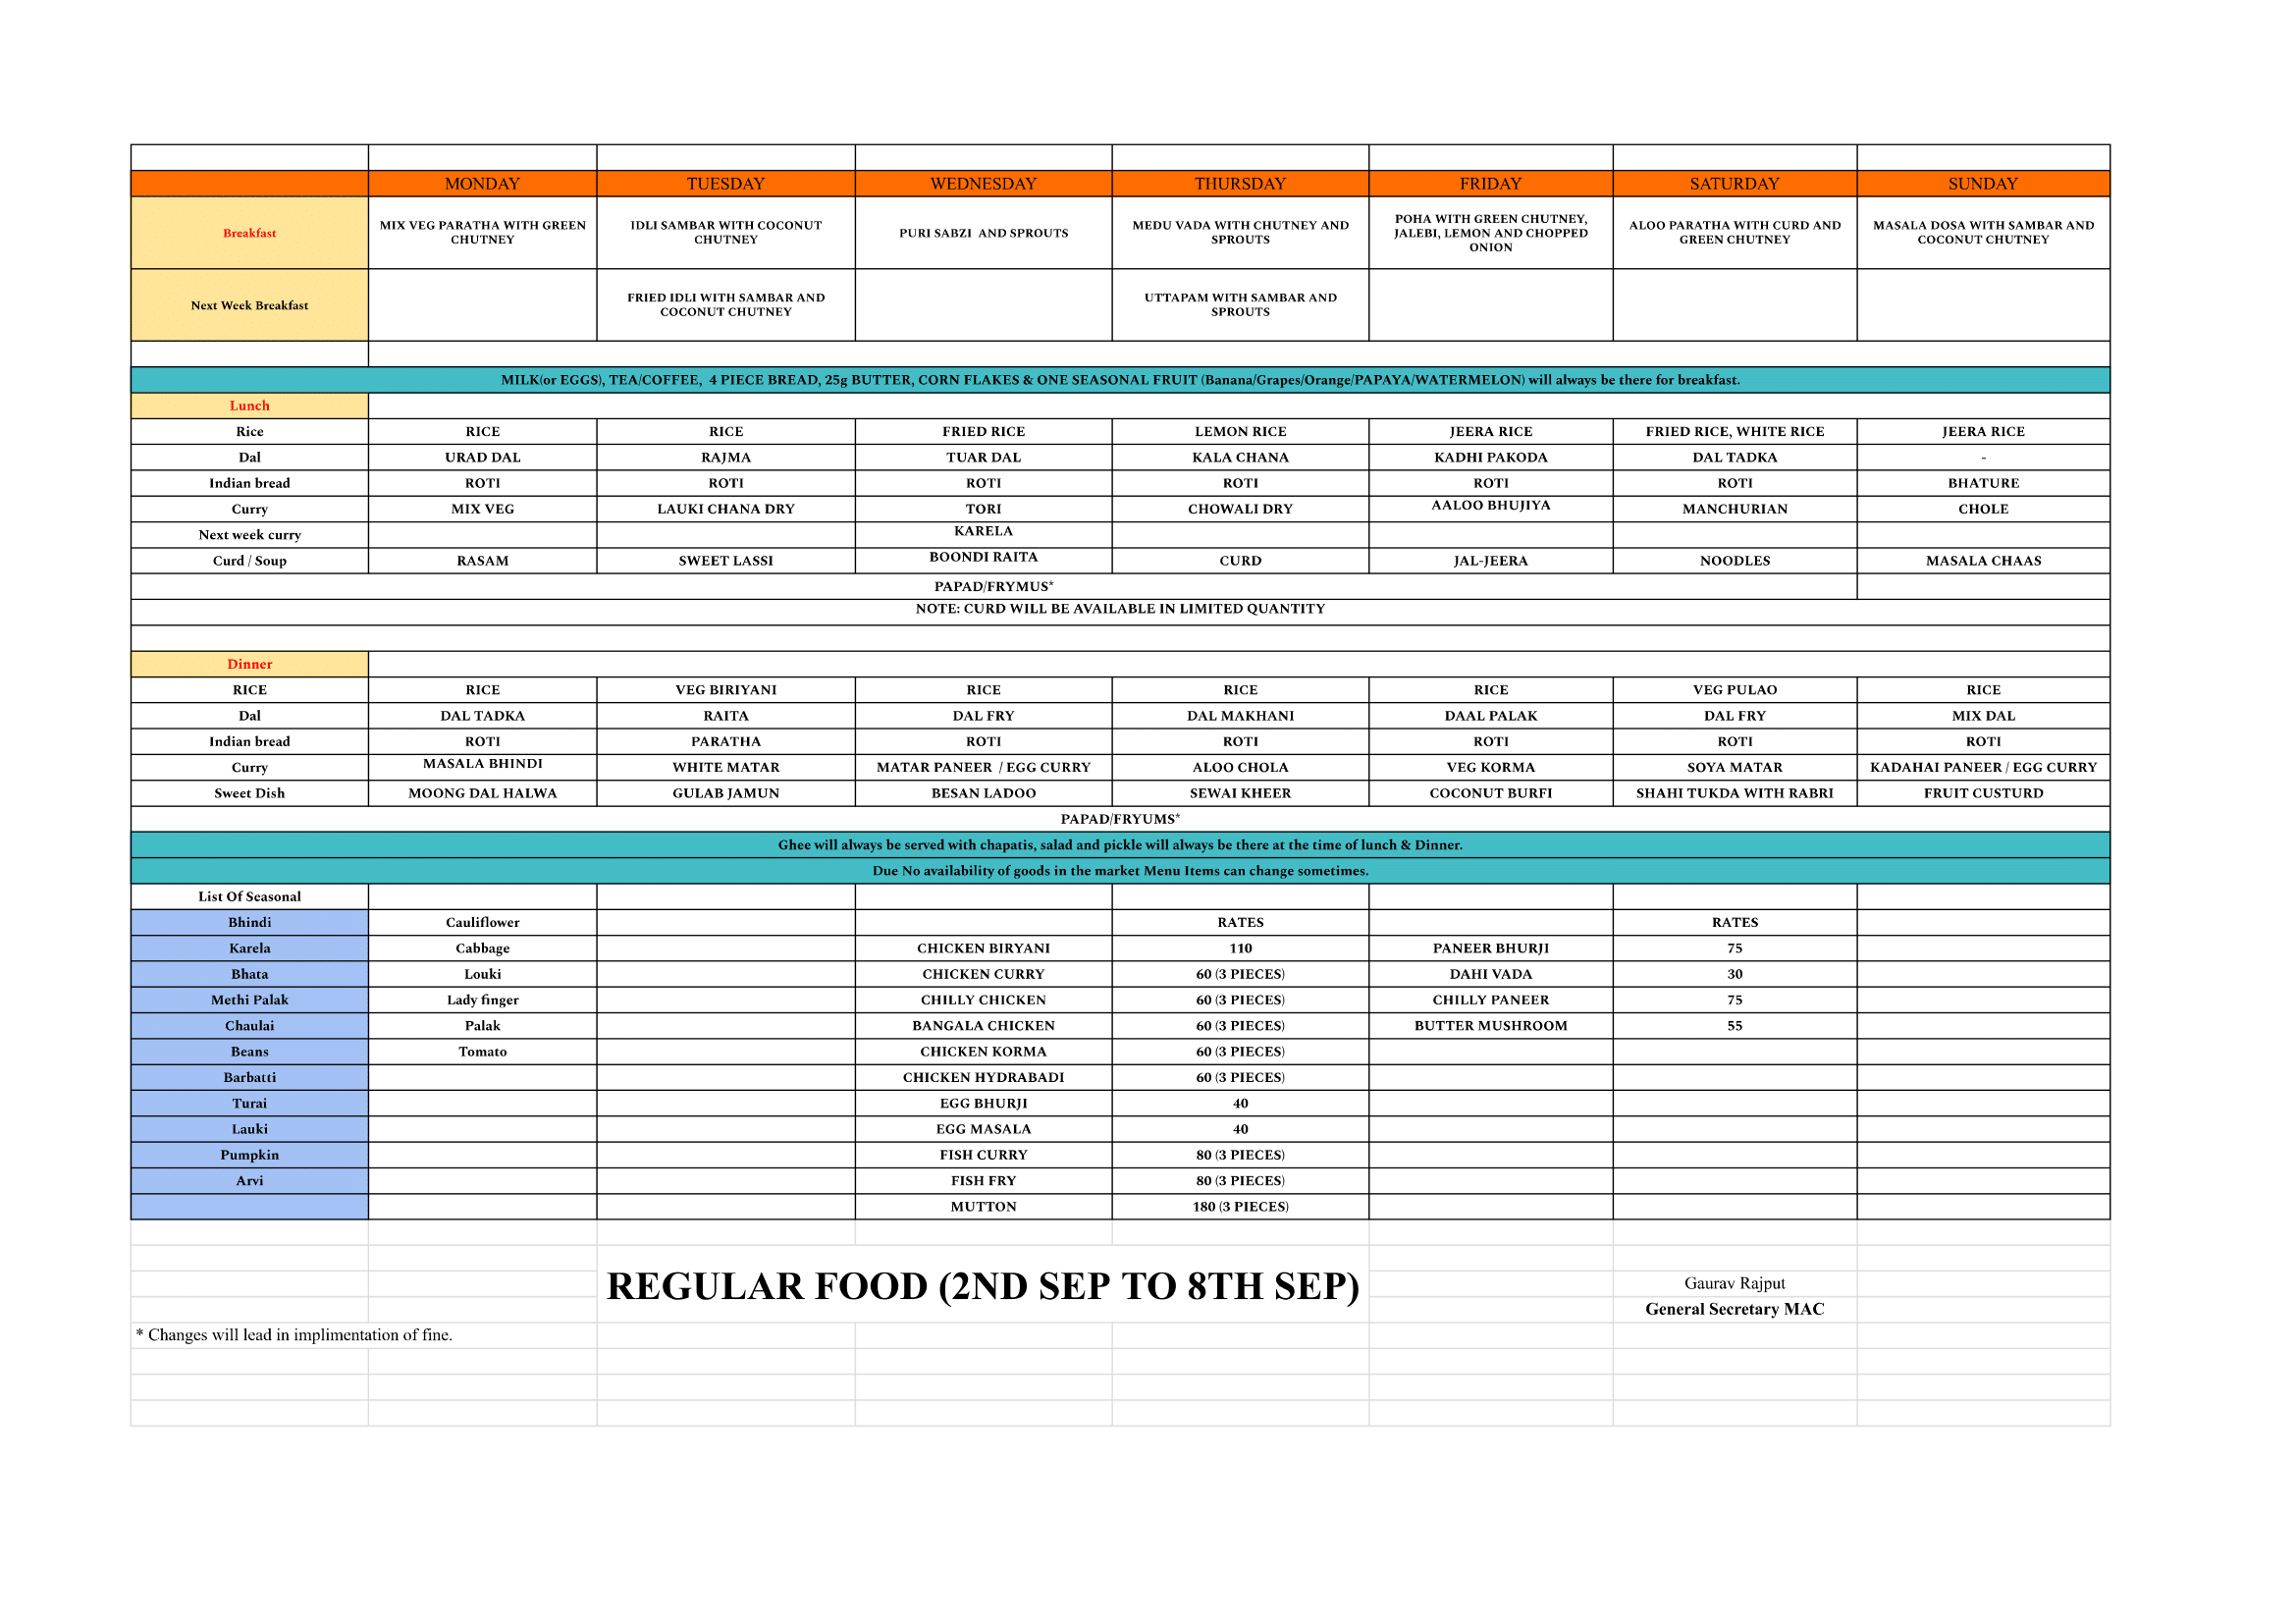 MONDAY TUESDAY WEDNESDAY THURSDAY FRIDAY SATURDAY SUNDAY
Breakfast MIX VEG PARATHA WITH GREEN CHUTNEY IDLI SAMBAR WITH COCONUT CHUTNEY PURI SABZI AND SPROUTS MEDU VADA WITH CHUTNEY AND SPROUTS POHA WITH GREEN CHUTNEY, JALEBI, LEMON AND CHOPPED ONION ALOO PARATHA WITH CURD AND GREEN CHUTNEY MASALA DOSA WITH SAMBAR AND COCONUT CHUTNEY
Next Week Breakfast FRIED IDLI WITH SAMBAR AND COCONUT CHUTNEY UTTAPAM WITH SAMBAR AND SPROUTS
MILK(or EGGS), TEA/COFFEE, 4 PIECE BREAD, 25g BUTTER, CORN FLAKES & ONE SEASONAL FRUIT (Banana/Grapes/Orange/PAPAYA/WATERMELON) will always be there for breakfast.
Lunch
Rice RICE RICE FRIED RICE LEMON RICE JEERA RICE FRIED RICE, WHITE RICE JEERA RICE
Dal URAD DAL RAJMA TUAR DAL KALA CHANA KADHI PAKODA DAL TADKA -
Indian bread ROTI ROTI ROTI ROTI ROTI ROTI BHATURE
Curry MIX VEG LAUKI CHANA DRY TORI CHOWALI DRY AALOO BHUJIYA MANCHURIAN CHOLE
Next week curry KARELA
Curd / Soup RASAM SWEET LASSI BOONDI RAITA CURD JAL-JEERA NOODLES MASALA CHAAS
PAPAD/FRYMUS*
NOTE: CURD WILL BE AVAILABLE IN LIMITED QUANTITY
Dinner
RICE RICE VEG BIRIYANI RICE RICE RICE VEG PULAO RICE
Dal DAL TADKA RAITA DAL FRY DAL MAKHANI DAAL PALAK DAL FRY MIX DAL
Indian bread ROTI PARATHA ROTI ROTI ROTI ROTI ROTI
Curry MASALA BHINDI WHITE MATAR MATAR PANEER / EGG CURRY ALOO CHOLA VEG KORMA SOYA MATAR KADAHAI PANEER / EGG CURRY
Sweet Dish MOONG DAL HALWA GULAB JAMUN BESAN LADOO SEWAI KHEER COCONUT BURFI SHAHI TUKDA WITH RABRI FRUIT CUSTURD
PAPAD/FRYUMS*
Ghee will always be served with chapatis, salad and pickle will always be there at the time of lunch & Dinner.
Due No availability of goods in the market Menu Items can change sometimes.
List Of Seasonal
Bhindi Cauliflower RATES RATES
Karela Cabbage CHICKEN BIRYANI 110 PANEER BHURJI 75
Bhata Louki CHICKEN CURRY 60 (3 PIECES) DAHI VADA 30
Methi Palak Lady finger CHILLY CHICKEN 60 (3 PIECES) CHILLY PANEER 75
Chaulai Palak BANGALA CHICKEN 60 (3 PIECES) BUTTER MUSHROOM 55
Beans Tomato CHICKEN KORMA 60 (3 PIECES)
Barbatti CHICKEN HYDRABADI 60 (3 PIECES)
Turai EGG BHURJI 40
Lauki EGG MASALA 40
Pumpkin FISH CURRY 80 (3 PIECES)
Arvi FISH FRY 80 (3 PIECES)
MUTTON 180 (3 PIECES)
REGULAR FOOD (2ND SEP TO 8TH SEP)
Gaurav Rajput
General Secretary MAC
* Changes will lead in implimentation of fine.